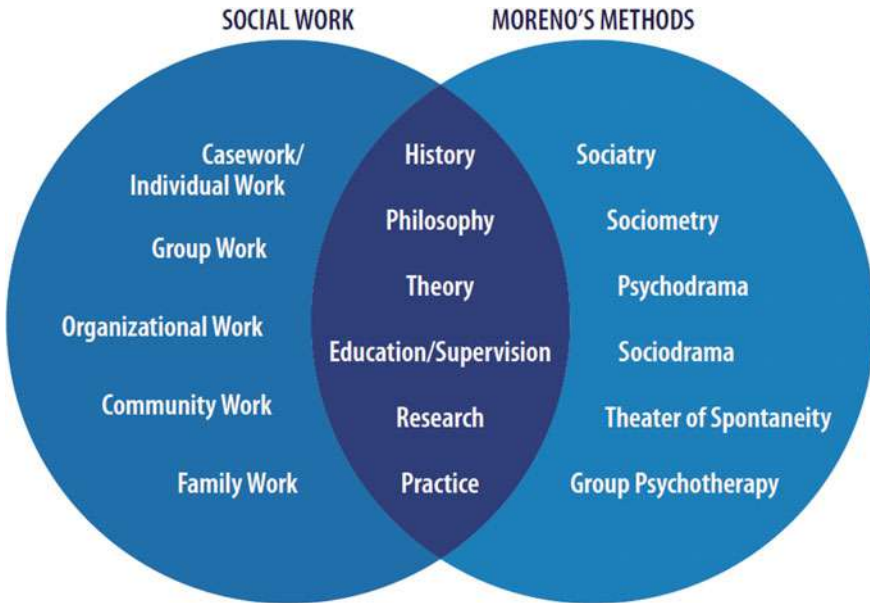 SOCIAL WORK
MORENO'S METHODS
Casework/
Individual Work
Group Work
Organizational Work
Community Work
Family Work
History
Philosophy
Theory
Education/Supervision
Research
Practice
Sociatry
Sociometry
Psychodrama
Sociodrama
Theater of Spontaneity
Group Psychotherapy